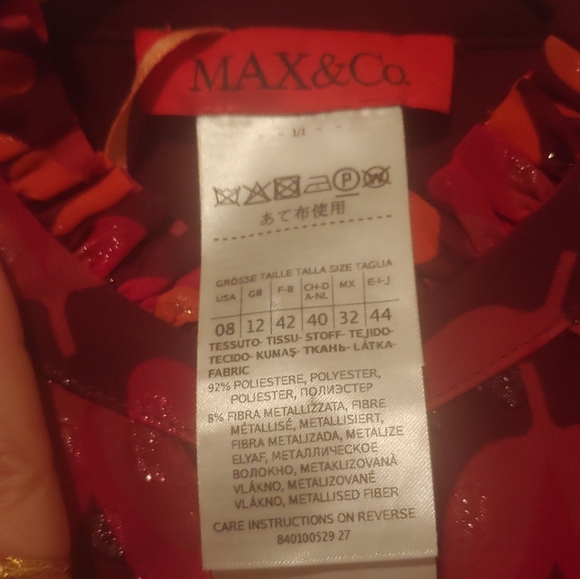 MAX&Co.
1/1
P W
あて布使用
GRÖSSE TAILLE TALLA SIZE TAGLIA
USA GB F-B CH-D A-NL MX E-I-J
08 12 42 40 32 44
TESSUTO- TISSU- STOFF- TEJIDO-
TECIDO- KUMAŞ- ТКАНЬ- LÁTKA-
FABRIC
92% POLIESTERE, POLYESTER,
POLIESTER, ПОЛИЭСТЕР
8% FIBRA METALLIZZATA, FIBRE
MÉTALLISÉ, METALLISIERT,
FIBRA METALIZADA, METALIZE
ELYAF, МЕТАЛЛИЧЕСКОЕ
ВОЛОКНО, METAKLIZOVANÁ
VLÁKNO, METALIZOVANÉ
VLÁKNO, METALLISED FIBER
CARE INSTRUCTIONS ON REVERSE
840100529 27